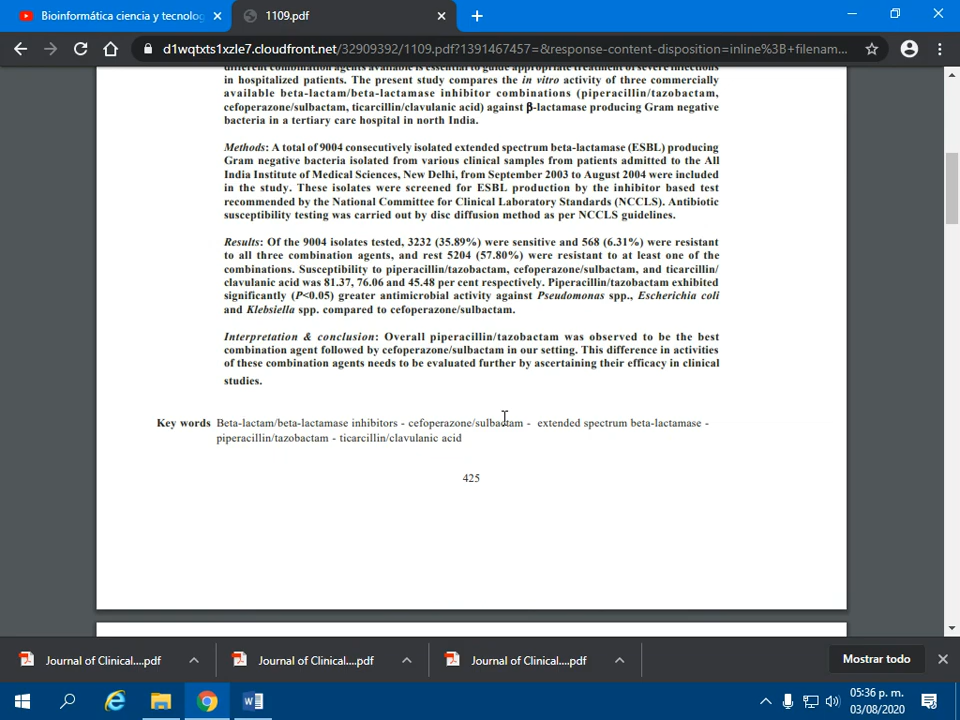 Bioinformática ciencia y tecnolog
1109.pdf
d1wqtxts1xzle7.cloudfront.net/32909392/1109.pdf?1391467457=&response-content-disposition=inline%3B+filenam...
different combination agents available is essential to guide appropriate treatment of severe infections
in hospitalized patients. The present study compares the in vitro activity of three commercially
available beta-lactam/beta-lactamase inhibitor combinations (piperacillin/tazobactam,
cefoperazone/sulbactam, ticarcillin/clavulanic acid) against β-lactamase producing Gram negative
bacteria in a tertiary care hospital in north India.
Methods: A total of 9004 consecutively isolated extended spectrum beta-lactamase (ESBL) producing
Gram negative bacteria isolated from various clinical samples from patients admitted to the All
India Institute of Medical Sciences, New Delhi, from September 2003 to August 2004 were included
in the study. These isolates were screened for ESBL production by the inhibitor based test
recommended by the National Committee for Clinical Laboratory Standards (NCCLS). Antibiotic
susceptibility testing was carried out by disc diffusion method as per NCCLS guidelines.
Results: Of the 9004 isolates tested, 3232 (35.89%) were sensitive and 568 (6.31%) were resistant
to all three combination agents, and rest 5204 (57.80%) were resistant to at least one of the
combinations. Susceptibility to piperacillin/tazobactam, cefoperazone/sulbactam, and ticarcillin/
clavulanic acid was 81.37, 76.06 and 45.48 per cent respectively. Piperacillin/tazobactam exhibited
significantly (P<0.05) greater antimicrobial activity against Pseudomonas spp., Escherichia coli
and Klebsiella spp. compared to cefoperazone/sulbactam.
Interpretation & conclusion: Overall piperacillin/tazobactam was observed to be the best
combination agent followed by cefoperazone/sulbactam in our setting. This difference in activities
of these combination agents needs to be evaluated further by ascertaining their efficacy in clinical
studies.
Key words Beta-lactam/beta-lactamase inhibitors - cefoperazone/sulbactam - extended spectrum beta-lactamase -
piperacillin/tazobactam - ticarcillin/clavulanic acid
425
Journal of Clinical....pdf
Journal of Clinical....pdf
Journal of Clinical....pdf
Mostrar todo
05:36 p. m.
03/08/2020